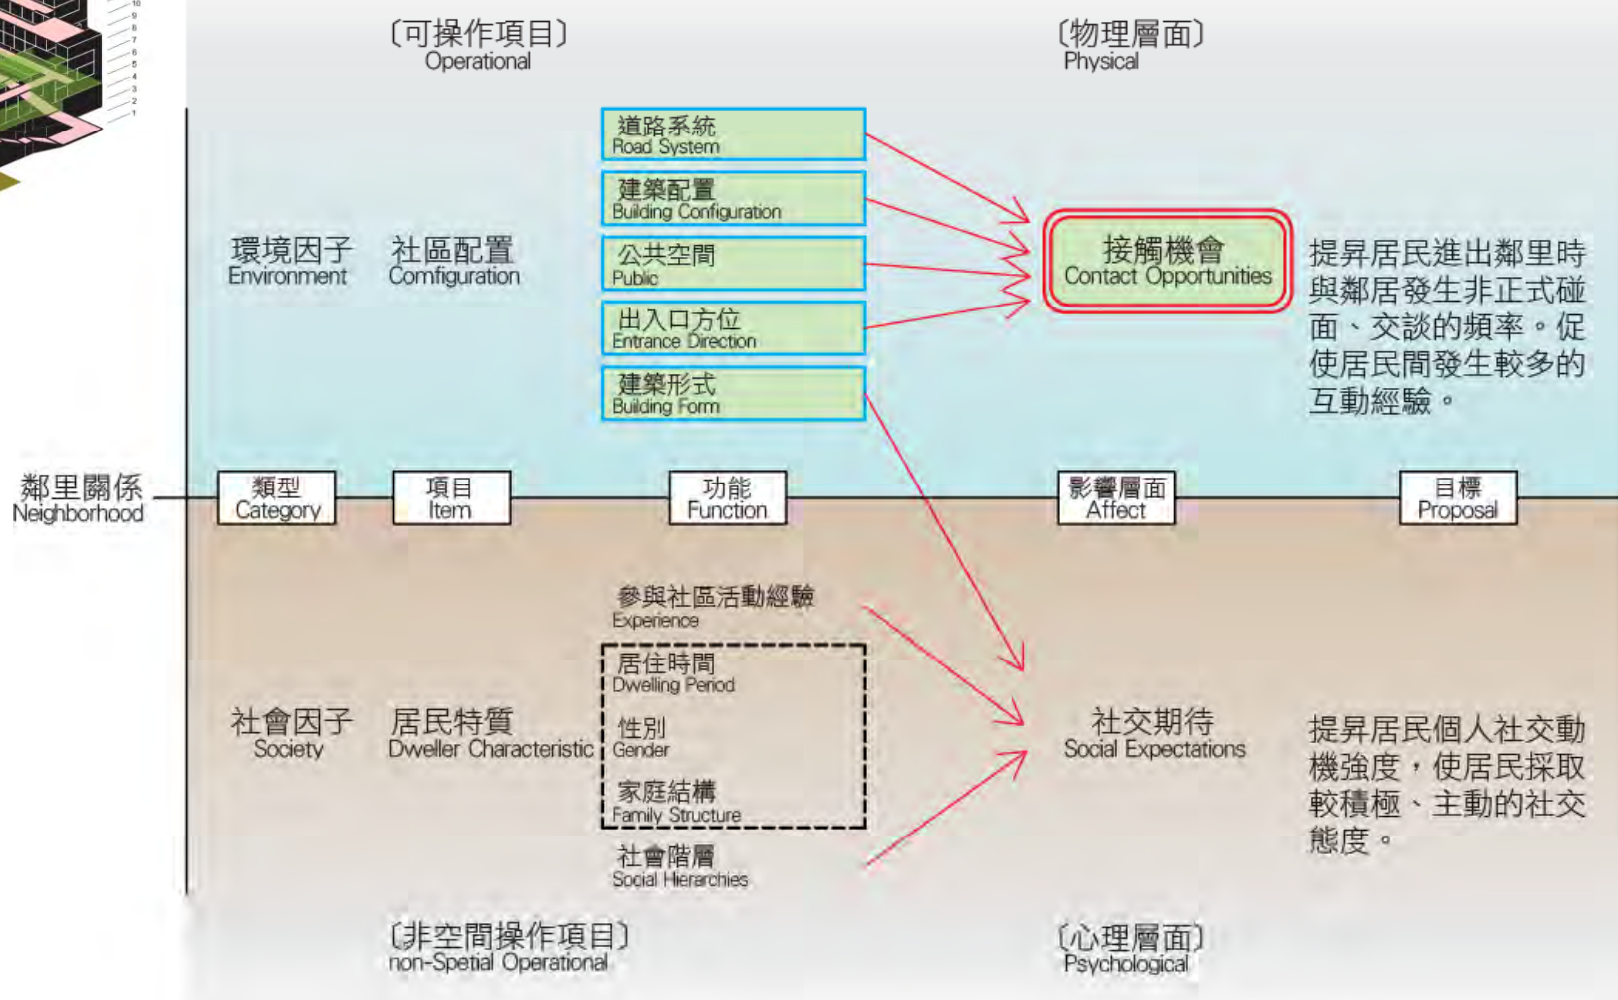 10
9
8
7
6
5
4
3
2
1
〔可操作項目〕
Operational
〔物理層面〕
Physical
道路系統
Road System
建築配置
Building Configuration
公共空間
Public
出入口方位
Entrance Direction
建築形式
Building Form
環境因子
Environment
社區配置
Comfiguration
接觸機會
Contact Opportunities
提昇居民進出鄰里時
與鄰居發生非正式碰
面、交談的頻率。促
使居民間發生較多的
互動經驗。
鄰里關係
Neighborhood
類型
Category
項目
Item
功能
Function
影響層面
Affect
目標
Proposal
參與社區活動經驗
Experience
居住時間
Dwelling Period
性別
Gender
家庭結構
Family Structure
社會階層
Social Hierarchies
社會因子
Society
居民特質
Dweller Characteristic
社交期待
Social Expectations
提昇居民個人社交動
機強度，使居民採取
較積極、主動的社交
態度。
〔非空間操作項目〕
non-Spetial Operational
〔心理層面〕
Psychological